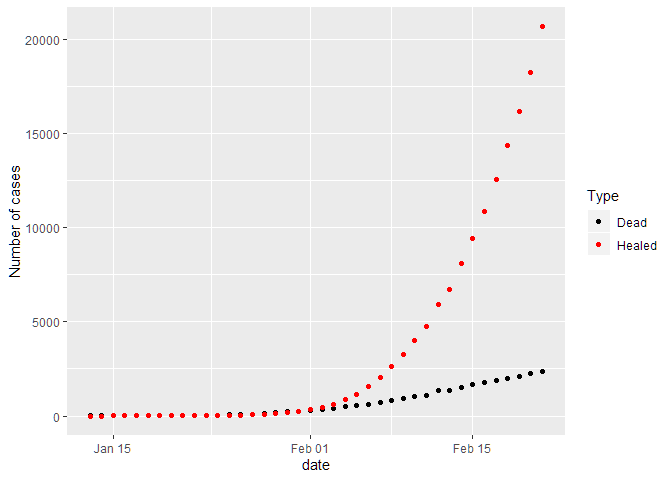 20000
15000
10000
5000
0
Number of cases
Jan 15
Feb 01
Feb 15
date
Type
Dead
Healed